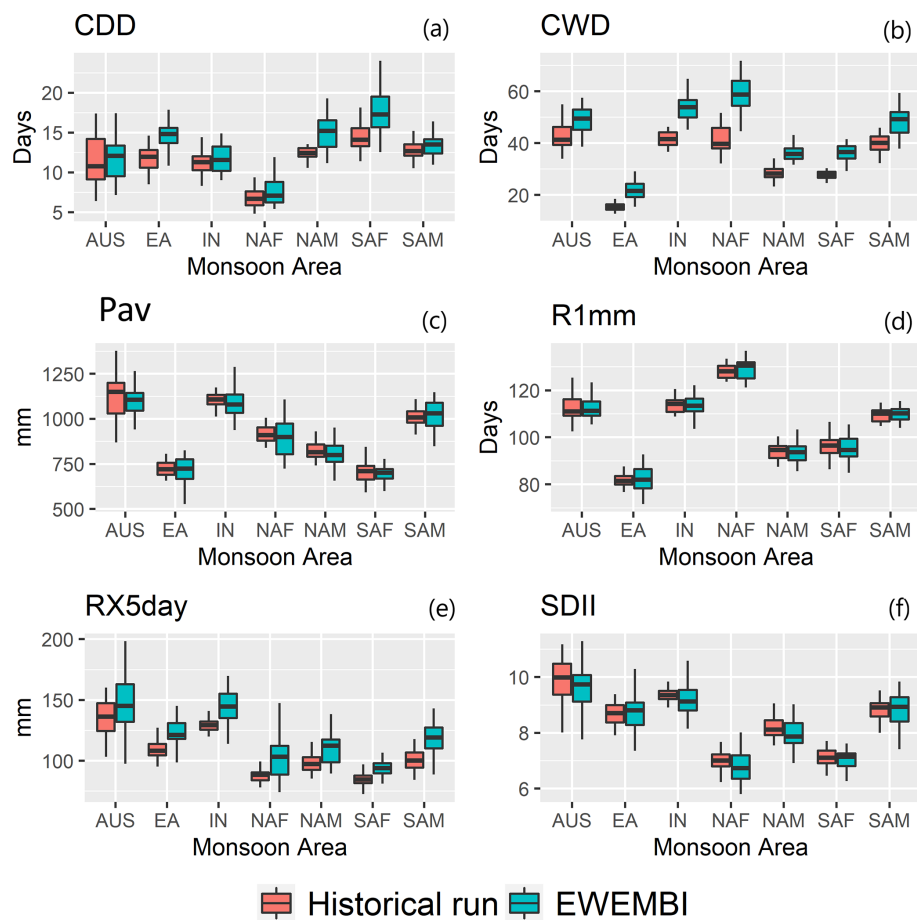 CDD (a)
20
15
10
5
Days
AUS EA IN NAF NAM SAF SAM
Monsoon Area
CWD (b)
60
40
20
Days
AUS EA IN NAF NAM SAF SAM
Monsoon Area
Pav (c)
1250
1000
750
500
mm
AUS EA IN NAF NAM SAF SAM
Monsoon Area
R1mm (d)
120
100
80
Days
AUS EA IN NAF NAM SAF SAM
Monsoon Area
RX5day (e)
200
150
100
mm
AUS EA IN NAF NAM SAF SAM
Monsoon Area
SDII (f)
10
8
6
AUS EA IN NAF NAM SAF SAM
Monsoon Area
Historical run EWEMBI